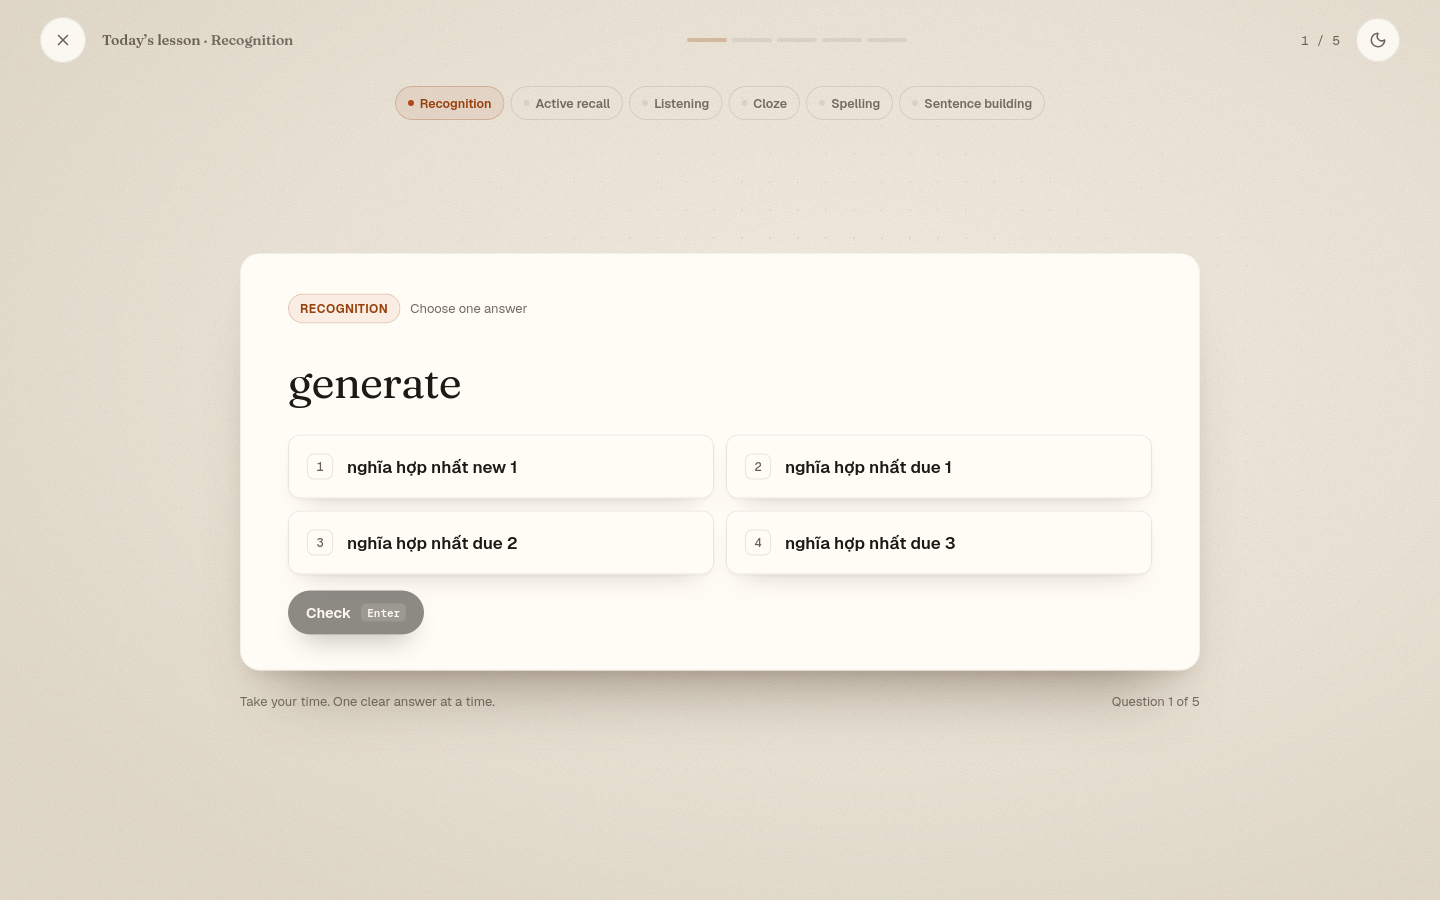 Today's lesson · Recognition
1 / 5
Recognition
Active recall
Listening
Cloze
Spelling
Sentence building
RECOGNITION
Choose one answer
generate
1 nghĩa hợp nhất new 1
2 nghĩa hợp nhất due 1
3 nghĩa hợp nhất due 2
4 nghĩa hợp nhất due 3
Check Enter
Take your time. One clear answer at a time.
Question 1 of 5